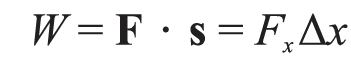 W = F · s = FₓΔx